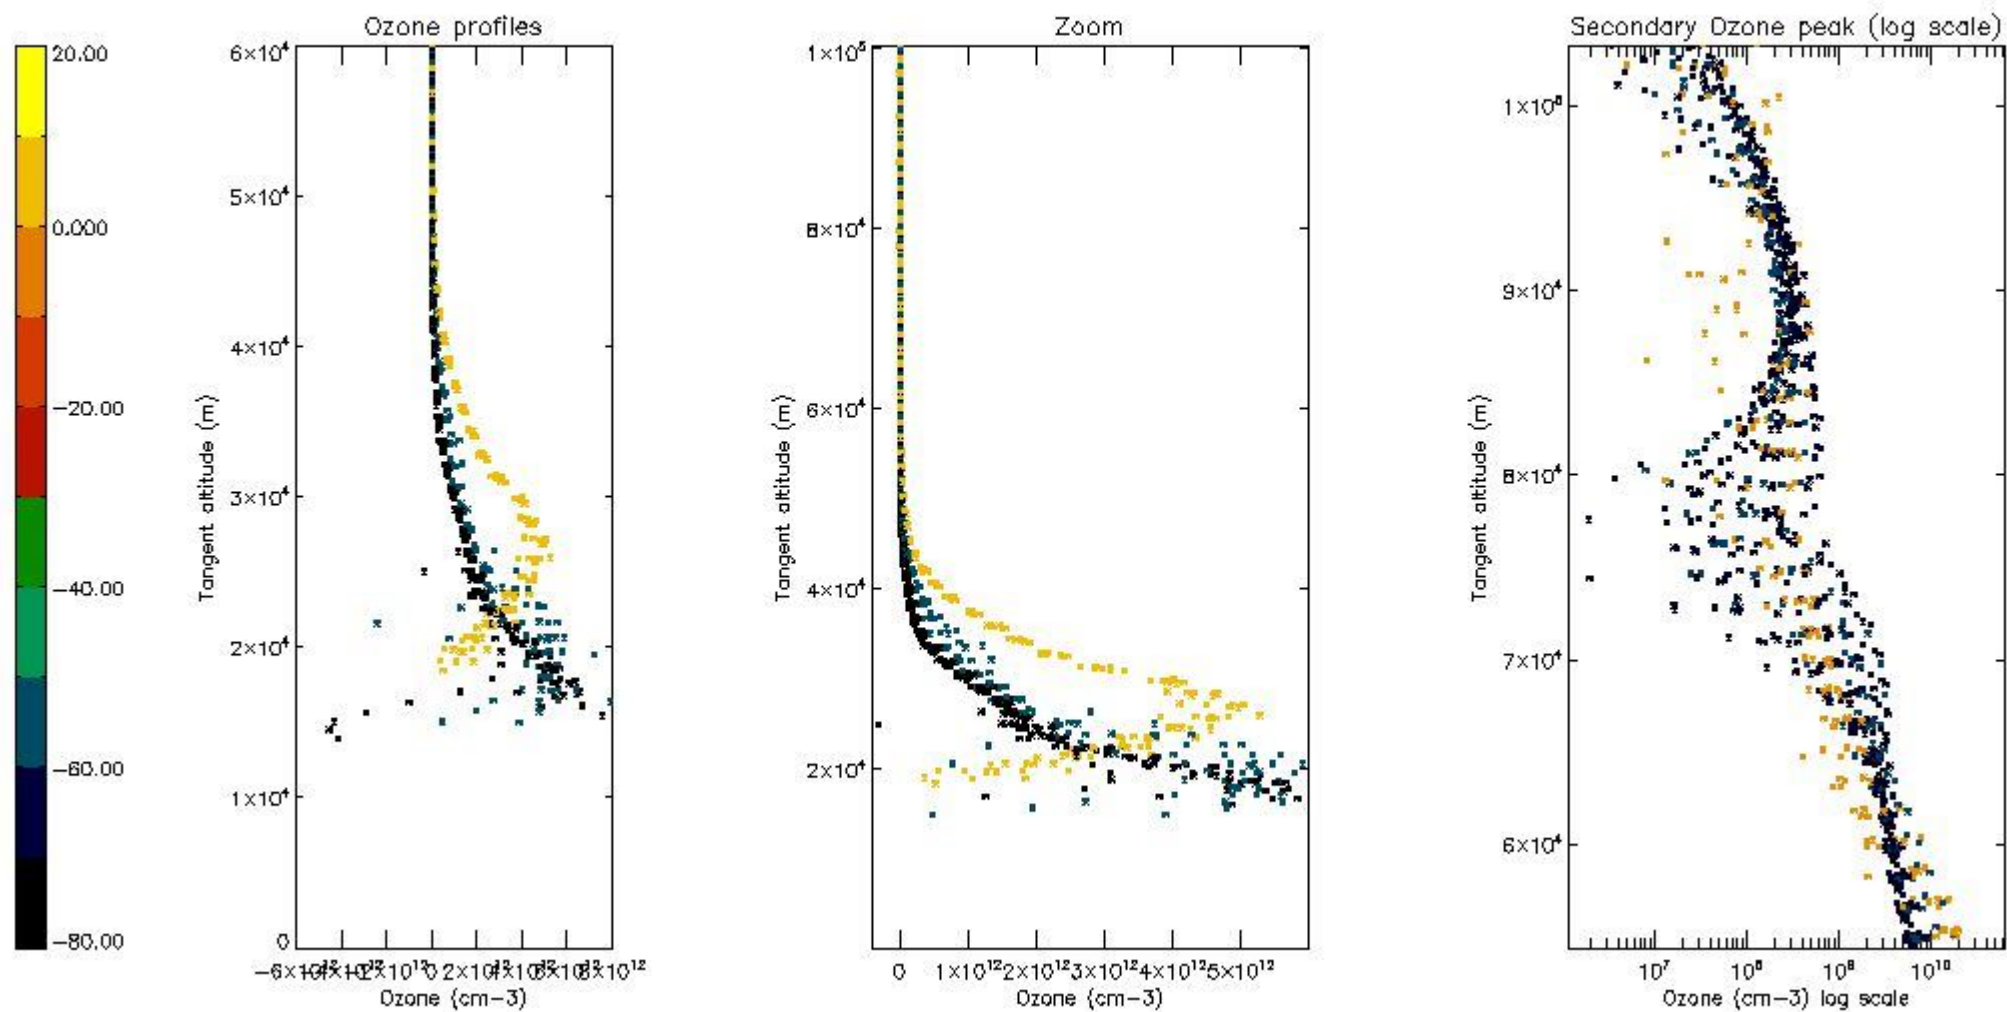 Ozone profiles
Zoom
Secondary Ozone peak (log scale)
20.00
0.000
−20.00
−40.00
−60.00
−80.00
6×10⁴
5×10⁴
4×10⁴
3×10⁴
2×10⁴
1×10⁴
0
Tangent altitude (m)
0
8×10¹²
Ozone (cm−3)
1×10⁵
8×10⁴
6×10⁴
4×10⁴
2×10⁴
Tangent altitude (m)
0 1×10¹² 2×10¹² 3×10¹² 4×10¹² 5×10¹²
Ozone (cm−3)
9×10⁴
8×10⁴
7×10⁴
6×10⁴
Tangent altitude (m)
10⁷ 10⁸ 10⁹ 10¹⁰
Ozone (cm−3) log scale